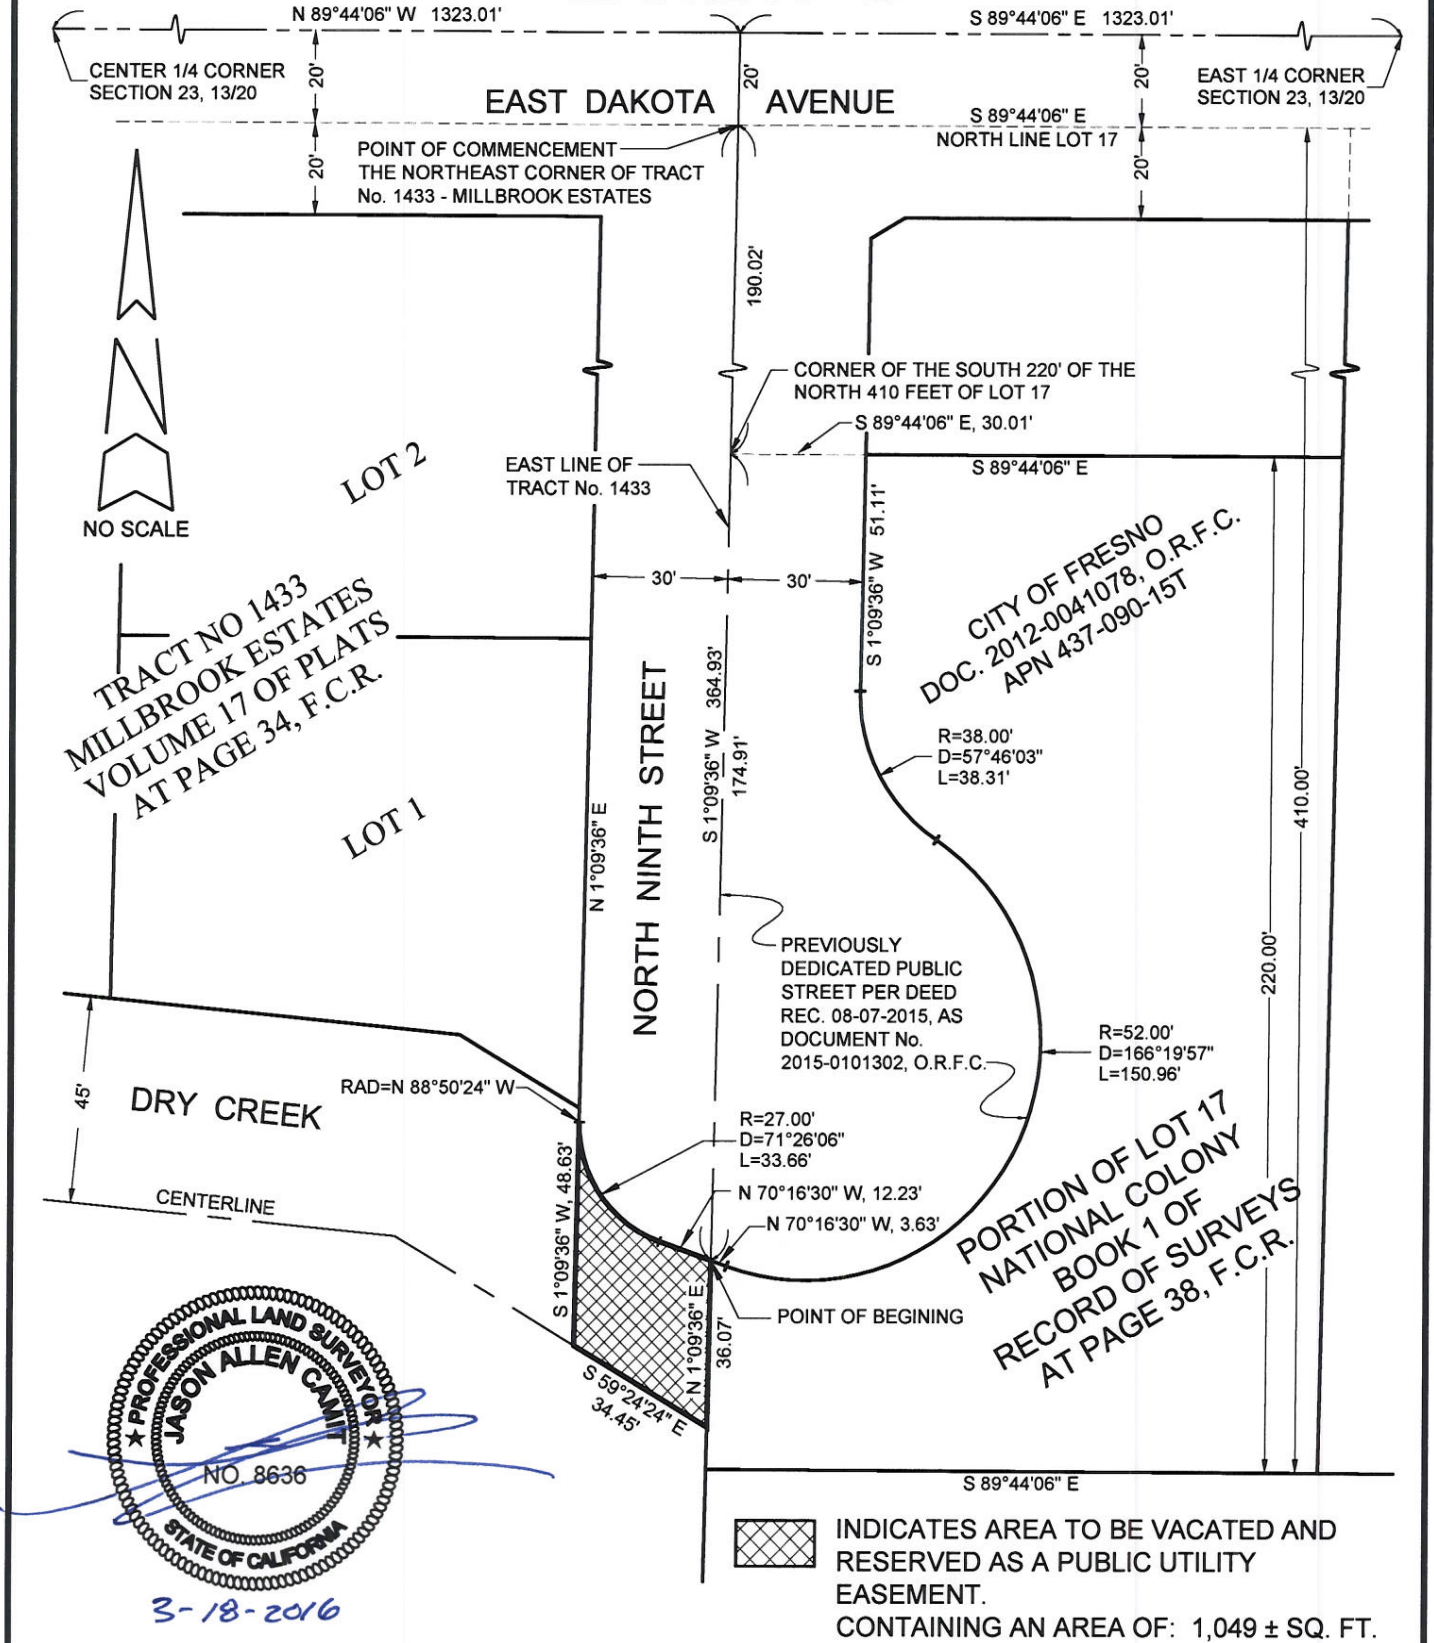 N 89°44'06" W 1323.01'
S 89°44'06" E 1323.01'
CENTER 1/4 CORNER
SECTION 23, 13/20
20'
20'
20'
EAST 1/4 CORNER
SECTION 23, 13/20
EAST DAKOTA AVENUE
S 89°44'06" E
NORTH LINE LOT 17
POINT OF COMMENCEMENT
THE NORTHEAST CORNER OF TRACT
No. 1433 - MILLBROOK ESTATES
20'
20'
190.02'
N
NO SCALE
CORNER OF THE SOUTH 220' OF THE
NORTH 410 FEET OF LOT 17
S 89°44'06" E, 30.01'
S 89°44'06" E
EAST LINE OF
TRACT No. 1433
LOT 2
S 1°09'36" W 51.11'
30'
30'
CITY OF FRESNO
DOC. 2012-0041078, O.R.F.C.
APN 437-090-15T
TRACT NO 1433
MILLBROOK ESTATES
VOLUME 17 OF PLATS
AT PAGE 34, F.C.R.
LOT 1
N 1°09'36" E
NORTH NINTH STREET
S 1°09'36" W 364.93'
174.91'
R=38.00'
D=57°46'03"
L=38.31'
410.00'
220.00'
PREVIOUSLY
DEDICATED PUBLIC
STREET PER DEED
REC. 08-07-2015, AS
DOCUMENT No.
2015-0101302, O.R.F.C.
R=52.00'
D=166°19'57"
L=150.96'
45'
DRY CREEK
RAD=N 88°50'24" W
CENTERLINE
R=27.00'
D=71°26'06"
L=33.66'
N 70°16'30" W, 12.23'
N 70°16'30" W, 3.63'
S 1°09'36" W, 48.63'
POINT OF BEGINING
N 1°09'36" E
36.07'
S 59°24'24" E
34.45'
PORTION OF LOT 17
NATIONAL COLONY
BOOK 1 OF
RECORD OF SURVEYS
AT PAGE 38, F.C.R.
S 89°44'06" E
★ PROFESSIONAL LAND SURVEYOR ★
JASON ALLEN CAMIT
NO. 8636
STATE OF CALIFORNIA
3-18-2016
INDICATES AREA TO BE VACATED AND
RESERVED AS A PUBLIC UTILITY
EASEMENT.
CONTAINING AN AREA OF: 1,049 ± SQ. FT.